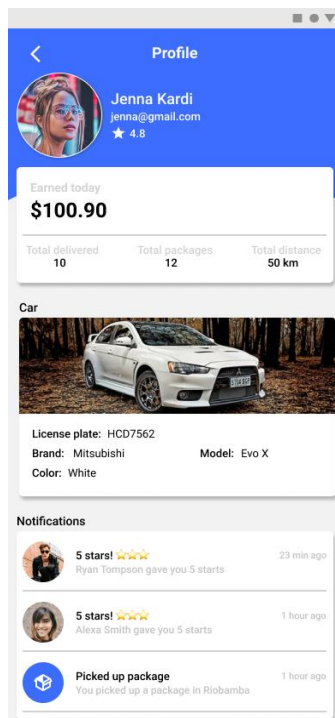 Profile
Jenna Kardi
jenna@gmail.com
4.8
Earned today
$100.90
Total delivered Total packages Total distance
10 12 50 km
Car
License plate: HCD7562
Brand: Mitsubishi Model: Evo X
Color: White
Notifications
5 stars! 23 min ago
Ryan Tompson gave you 5 starts
5 stars! 1 hour ago
Alexa Smith gave you 5 starts
Picked up package 1 hour ago
You picked up a package in Riobamba